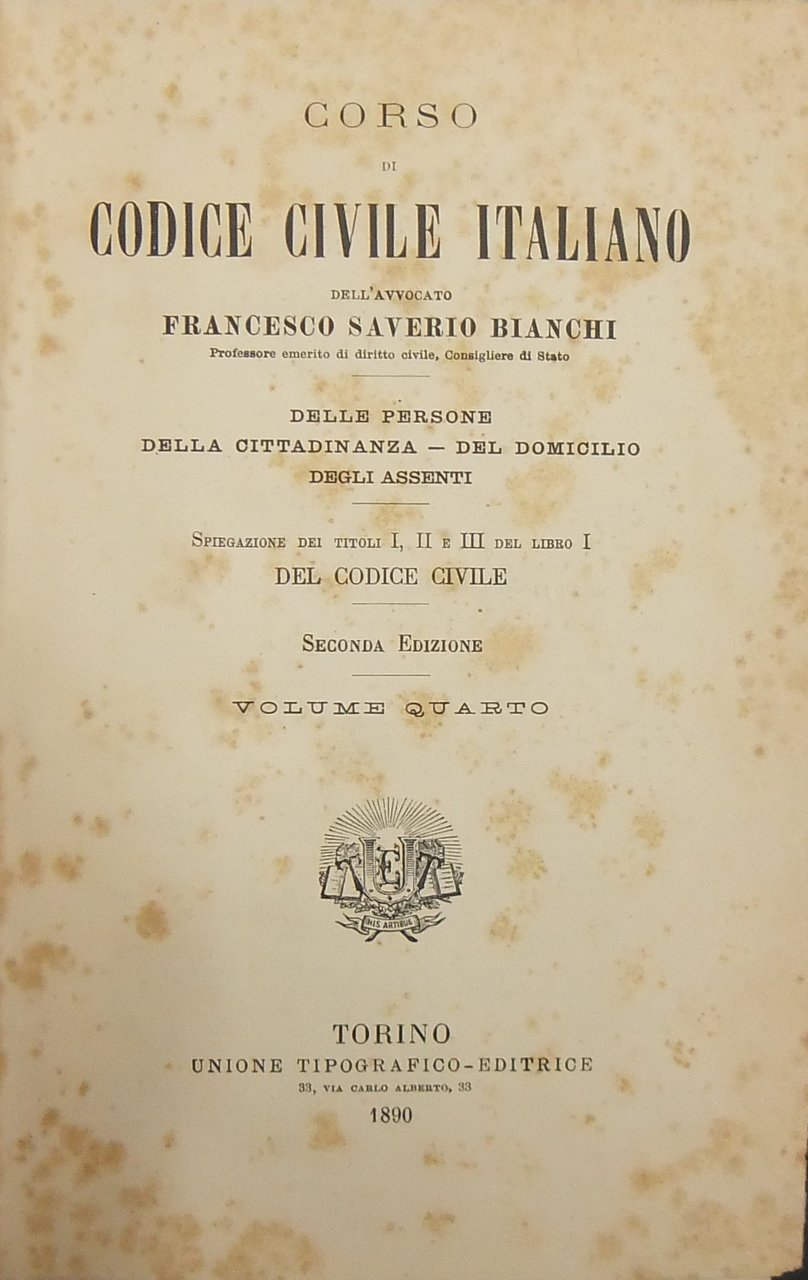 CORSO
DI
CODICE CIVILE ITALIANO
DELL'AVVOCATO
FRANCESCO SAVERIO BIANCHI
Professore emerito di diritto civile, Consigliere di Stato
DELLE PERSONE
DELLA CITTADINANZA — DEL DOMICILIO
DEGLI ASSENTI
SPIEGAZIONE DEI TITOLI I, II E III DEL LIBRO I
DEL CODICE CIVILE
SECONDA EDIZIONE
VOLUME QUARTO
HIS ARTIBUS
TORINO
UNIONE TIPOGRAFICO-EDITRICE
33, VIA CARLO ALBERTO, 33
1890